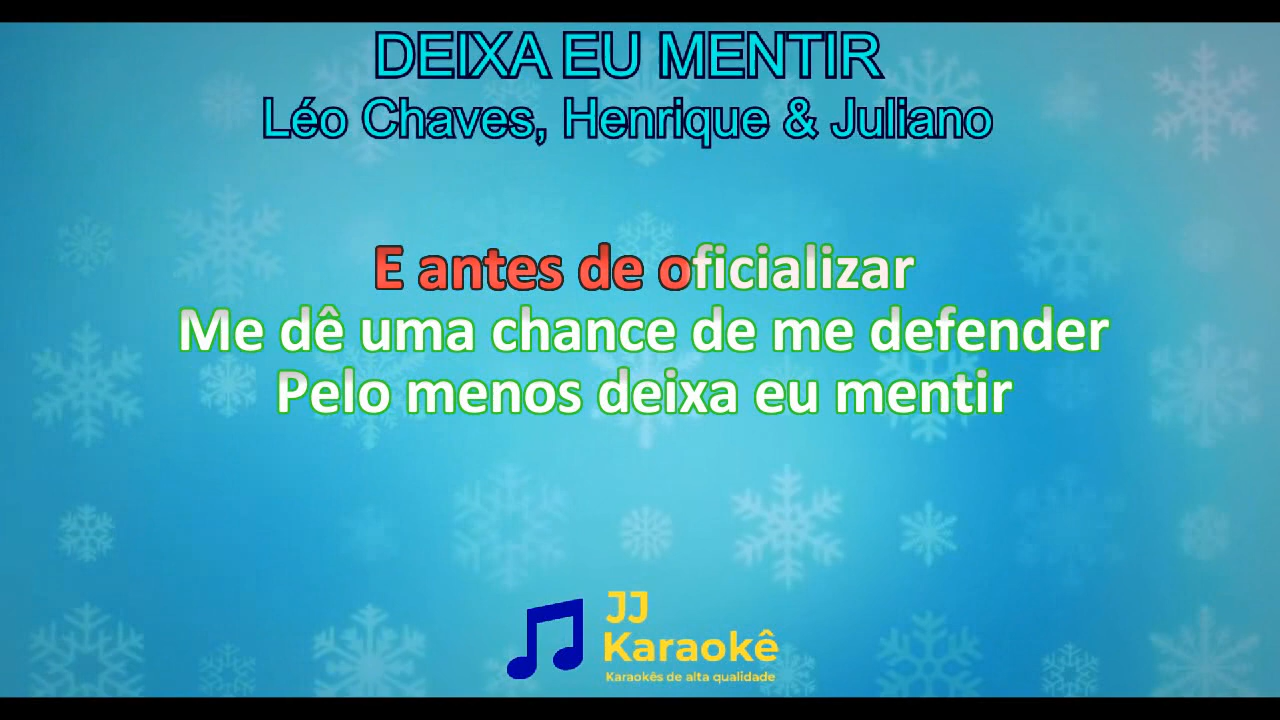 DEIXA EU MENTIR
Léo Chaves, Henrique & Juliano
E antes de oficializar
Me dê uma chance de me defender
Pelo menos deixa eu mentir
JJ
Karaokê
Karaokês de alta qualidade